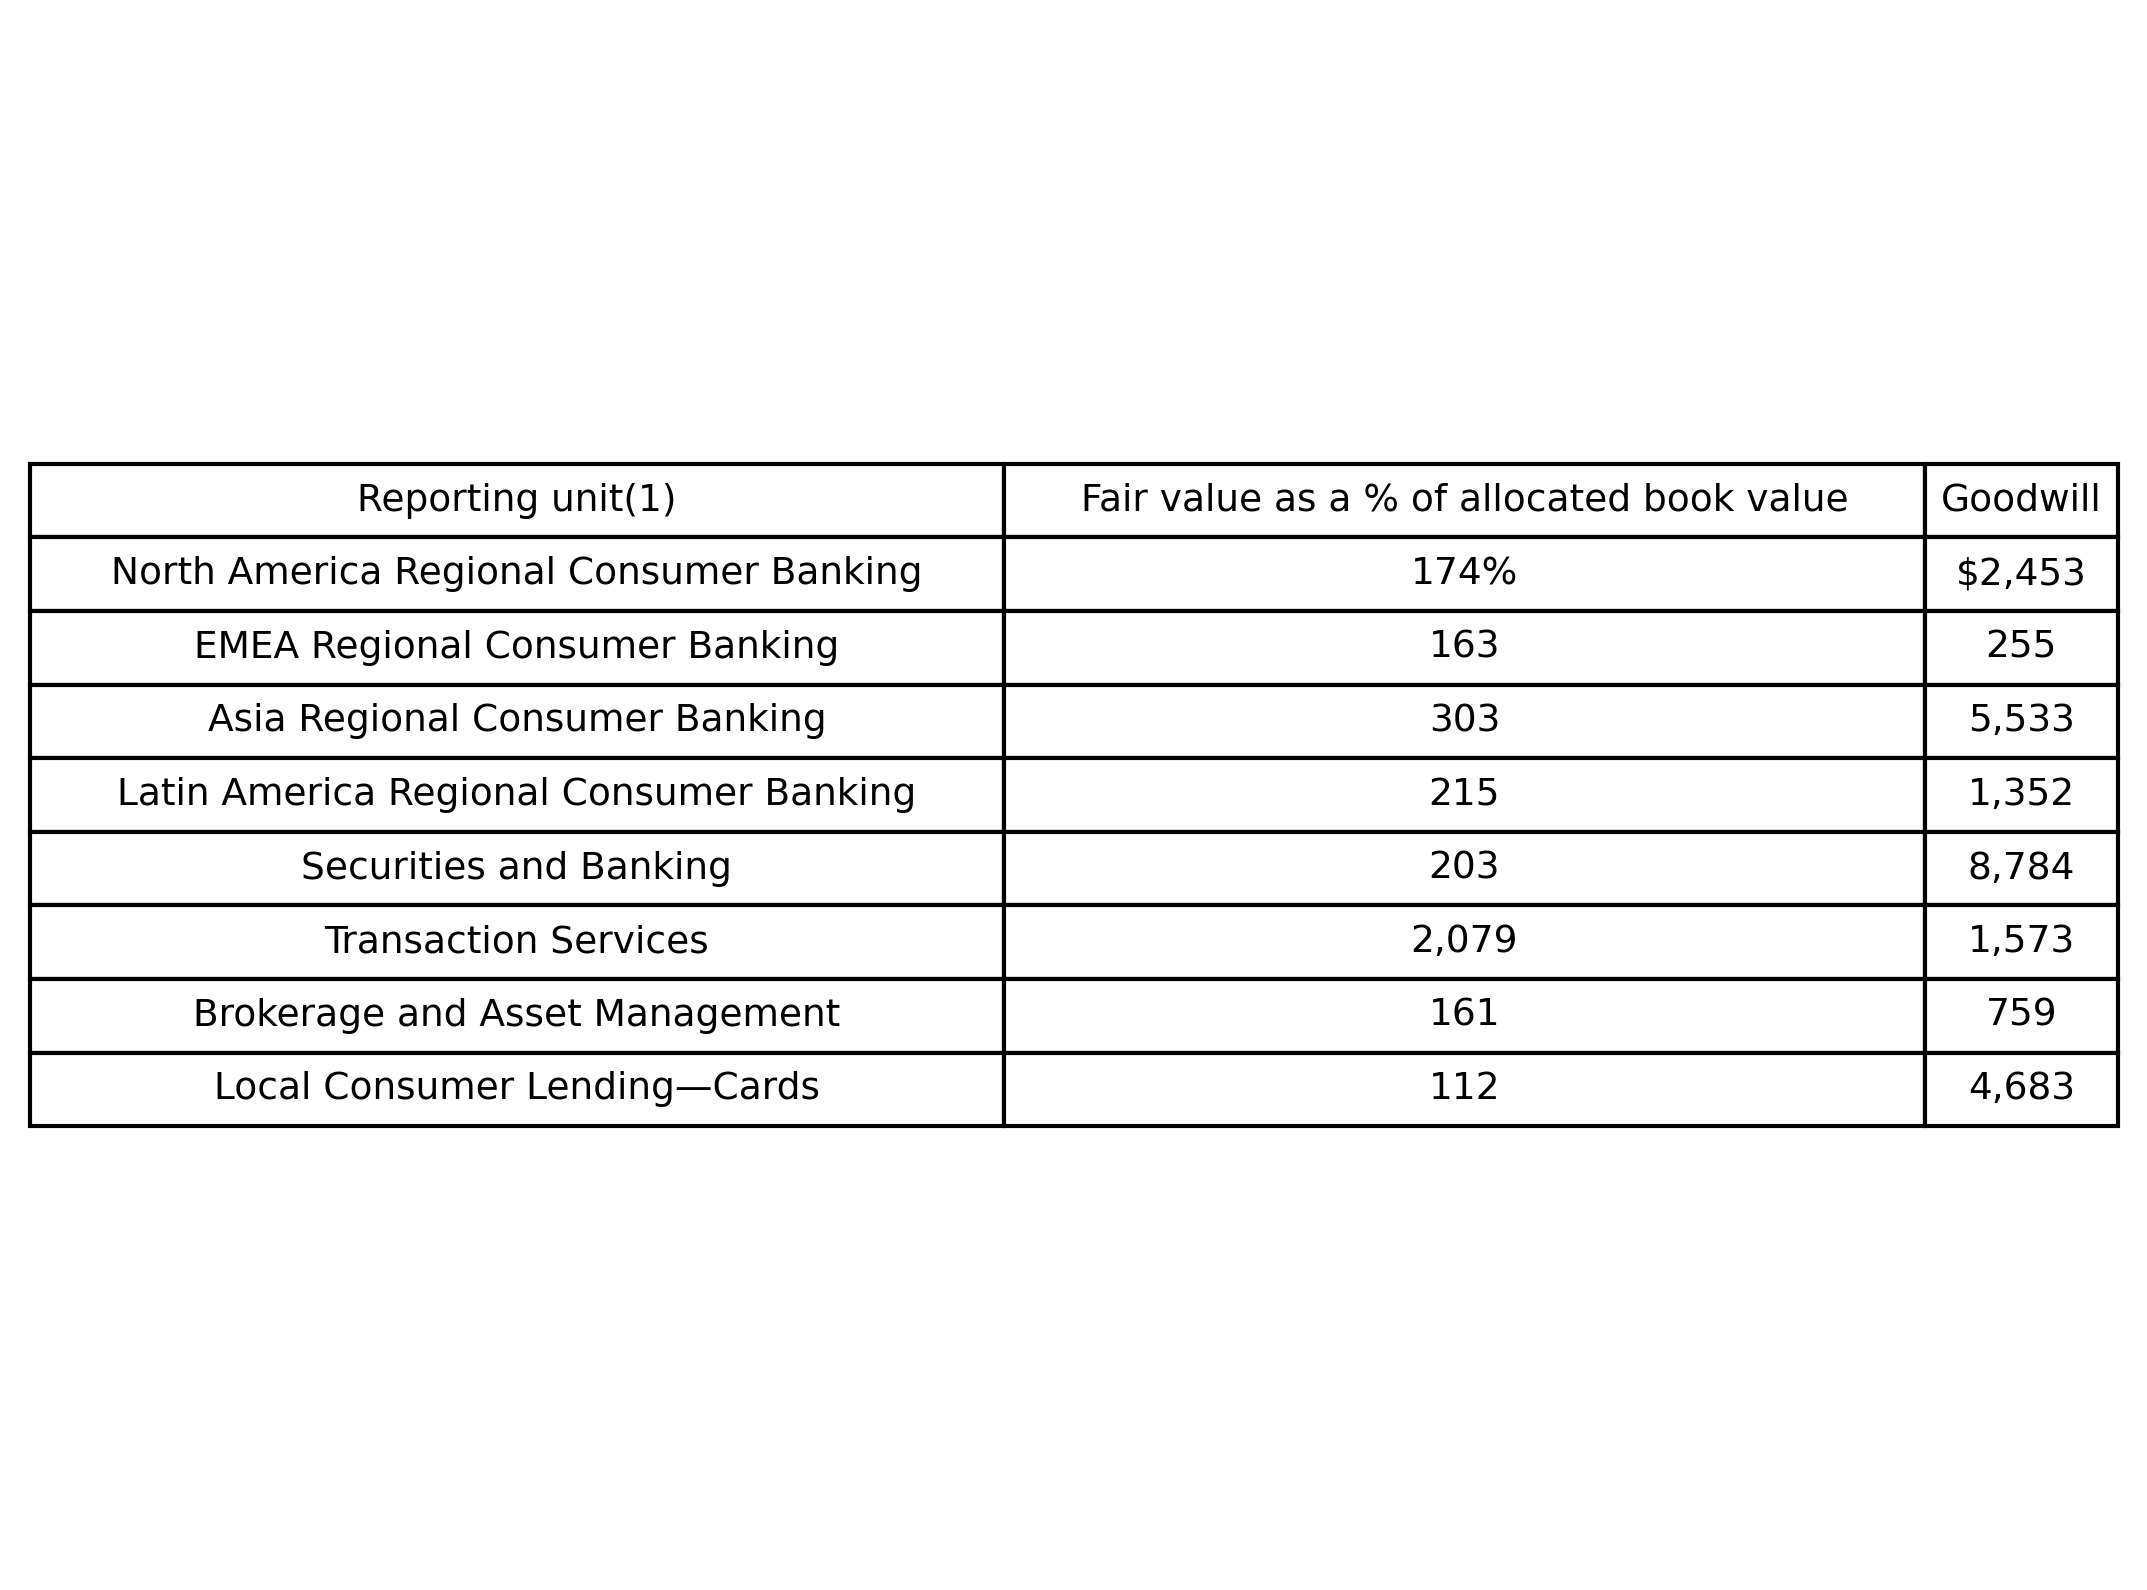 Reporting unit(1) Fair value as a % of allocated book value Goodwill
North America Regional Consumer Banking 174% $2,453
EMEA Regional Consumer Banking 163 255
Asia Regional Consumer Banking 303 5,533
Latin America Regional Consumer Banking 215 1,352
Securities and Banking 203 8,784
Transaction Services 2,079 1,573
Brokerage and Asset Management 161 759
Local Consumer Lending—Cards 112 4,683